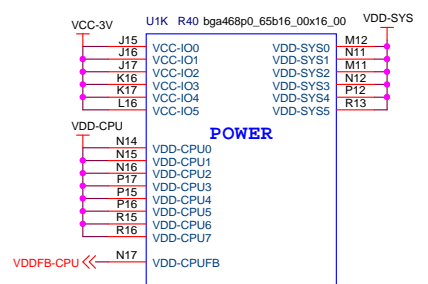 VCC-3V
U1K R40 bga468p0_65b16_00x16_00
VDD-SYS
J15 VCC-IO0 VDD-SYS0 M12
J16 VCC-IO1 VDD-SYS1 N11
J17 VCC-IO2 VDD-SYS2 M11
K16 VCC-IO3 VDD-SYS3 N12
K17 VCC-IO4 VDD-SYS4 P12
L16 VCC-IO5 VDD-SYS5 R13
VDD-CPU
POWER
N14 VDD-CPU0
N15 VDD-CPU1
N16 VDD-CPU2
P17 VDD-CPU3
P15 VDD-CPU4
P16 VDD-CPU5
R15 VDD-CPU6
R16 VDD-CPU7
VDDFB-CPU N17 VDD-CPUFB